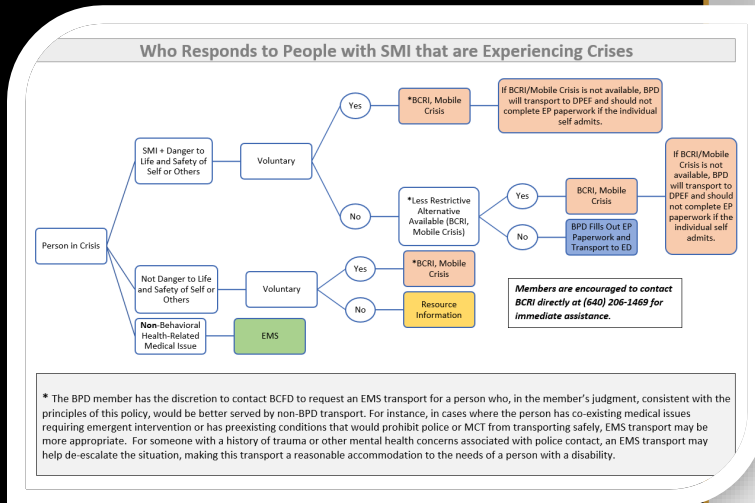 Who Responds to People with SMI that are Experiencing Crises
Person in Crisis
SMI + Danger to
Life and Safety of
Self or Others
Voluntary
Yes
*BCRI, Mobile
Crisis
If BCRI/Mobile Crisis is not available, BPD
will transport to DPEF and should not
complete EP paperwork if the individual
self admits.
No
*Less Restrictive
Alternative
Available (BCRI,
Mobile Crisis)
Yes
BCRI, Mobile
Crisis
If BCRI/Mobile
Crisis is not
available, BPD
will transport to
DPEF and should
not complete EP
paperwork if the
individual self
admits.
No
BPD Fills Out EP
Paperwork and
Transport to ED
Not Danger to Life
and Safety of Self or
Others
Voluntary
Yes
*BCRI, Mobile
Crisis
No
Resource
Information
Non-Behavioral
Health-Related
Medical Issue
EMS
Members are encouraged to contact
BCRI directly at (640) 206-1469 for
immediate assistance.
* The BPD member has the discretion to contact BCFD to request an EMS transport for a person who, in the member's judgment, consistent with the
principles of this policy, would be better served by non-BPD transport. For instance, in cases where the person has co-existing medical issues
requiring emergent intervention or has preexisting conditions that would prohibit police or MCT from transporting safely, EMS transport may be
more appropriate. For someone with a history of trauma or other mental health concerns associated with police contact, an EMS transport may
help de-escalate the situation, making this transport a reasonable accommodation to the needs of a person with a disability.